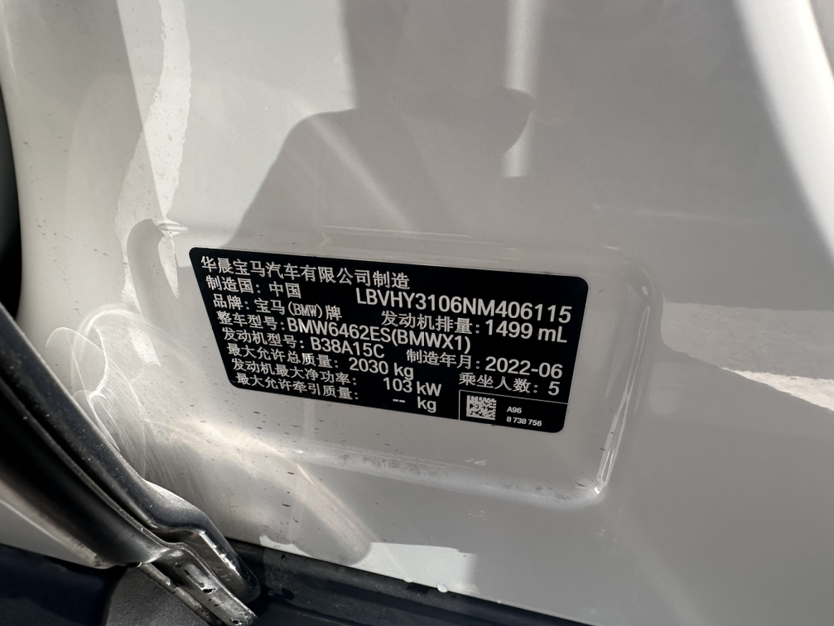 华晨宝马汽车有限公司制造
制造国: 中国 LBVHY3106NM406115
品牌: 宝马(BMW)牌 发动机排量: 1499 mL
整车型号: BMW6462ES(BMWX1)
发动机型号: B38A15C 制造年月: 2022-06
最大允许总质量: 2030 kg 乘坐人数: 5
发动机最大净功率: 103 kW
最大允许牵引质量: -- kg
A96
8 738 756